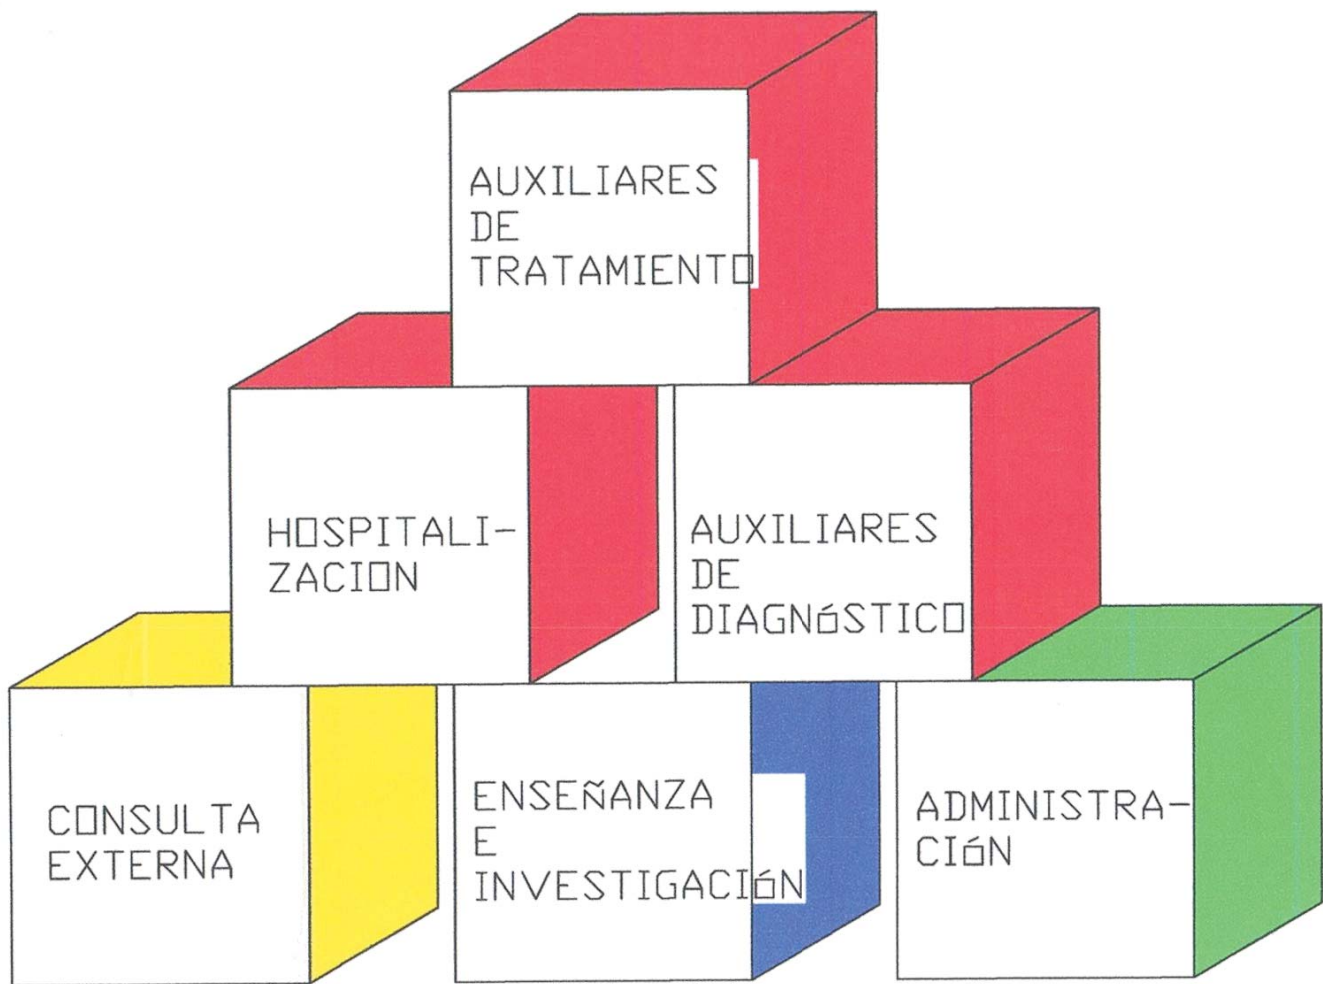 AUXILIARES
DE
TRATAMIENTO
HOSPITALI-
ZACION
AUXILIARES
DE
DIAGNóSTICO
CONSULTA
EXTERNA
ENSEÑANZA
E
INVESTIGACIóN
ADMINISTRA-
CIóN